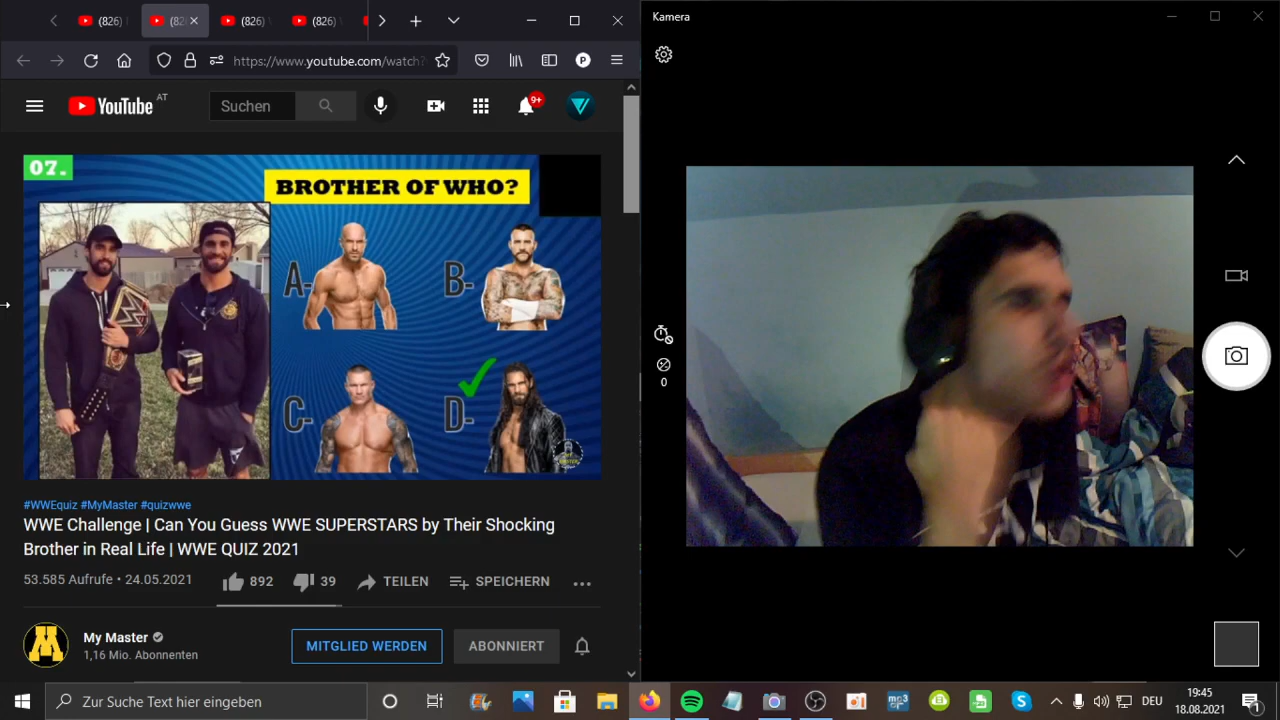 (826)
(82
(826)
(826)
Kamera
https://www.youtube.com/watch?
YouTube AT
Suchen
9+
07.
BROTHER OF WHO?
A-
B-
C-
D-
#WWEquiz #MyMaster #quizwwe
WWE Challenge | Can You Guess WWE SUPERSTARS by Their Shocking
Brother in Real Life | WWE QUIZ 2021
53.585 Aufrufe • 24.05.2021
892
39
TEILEN
SPEICHERN
My Master
1,16 Mio. Abonnenten
MITGLIED WERDEN
ABONNIERT
0
Zur Suche Text hier eingeben
mp3
DEU
19:45
18.08.2021
1